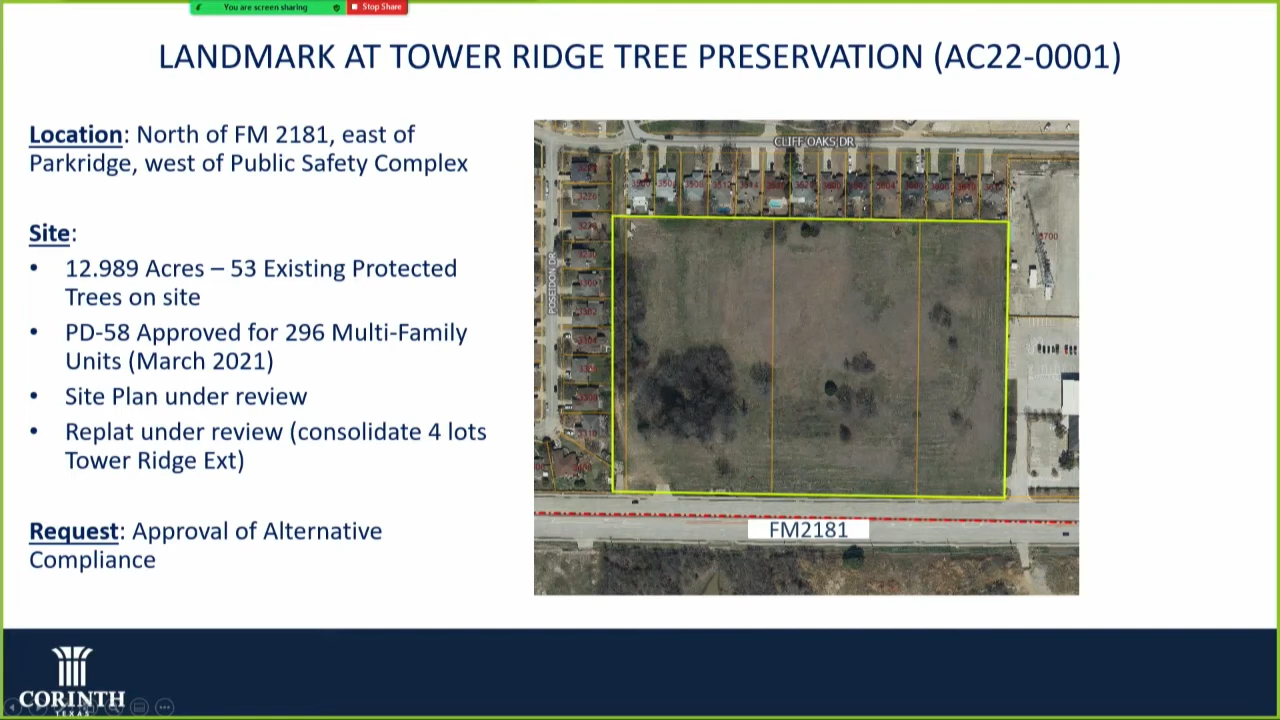 You are screen sharing
Stop Share
LANDMARK AT TOWER RIDGE TREE PRESERVATION (AC22-0001)
Location: North of FM 2181, east of
Parkridge, west of Public Safety Complex
Site:
• 12.989 Acres – 53 Existing Protected
Trees on site
• PD-58 Approved for 296 Multi-Family
Units (March 2021)
• Site Plan under review
• Replat under review (consolidate 4 lots
Tower Ridge Ext)
Request: Approval of Alternative
Compliance
CLIFF OAKS DR
POSEIDON DR
FM2181
CORINTH
TEXAS